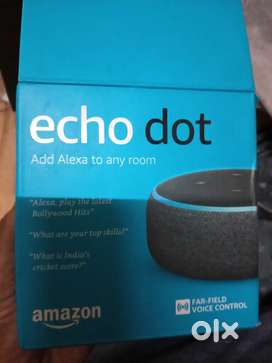 echo dot
Add Alexa to any room
"Alexa, play the latest
Bollywood Hits"
"What are your top skills?"
"What is India's
cricket score?"
amazon
FAR-FIELD
VOICE CONTROL
olx